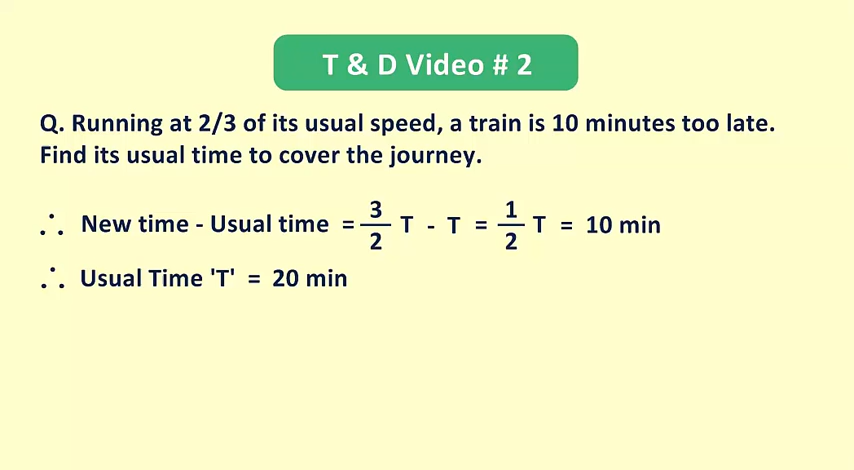 T & D Video # 2
Q. Running at 2/3 of its usual speed, a train is 10 minutes too late.
Find its usual time to cover the journey.
∴ New time - Usual time = 3/2 T - T = 1/2 T = 10 min
∴ Usual Time 'T' = 20 min